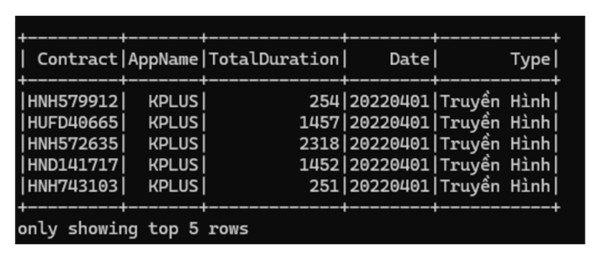 +---------+-------+-------------+--------+-----------+
| Contract|AppName|TotalDuration|    Date|       Type|
+---------+-------+-------------+--------+-----------+
|HNH579912|  KPLUS|          254|20220401|Truyền Hình|
|HUFD40665|  KPLUS|         1457|20220401|Truyền Hình|
|HNH572635|  KPLUS|         2318|20220401|Truyền Hình|
|HND141717|  KPLUS|         1452|20220401|Truyền Hình|
|HNH743103|  KPLUS|          251|20220401|Truyền Hình|
+---------+-------+-------------+--------+-----------+
only showing top 5 rows